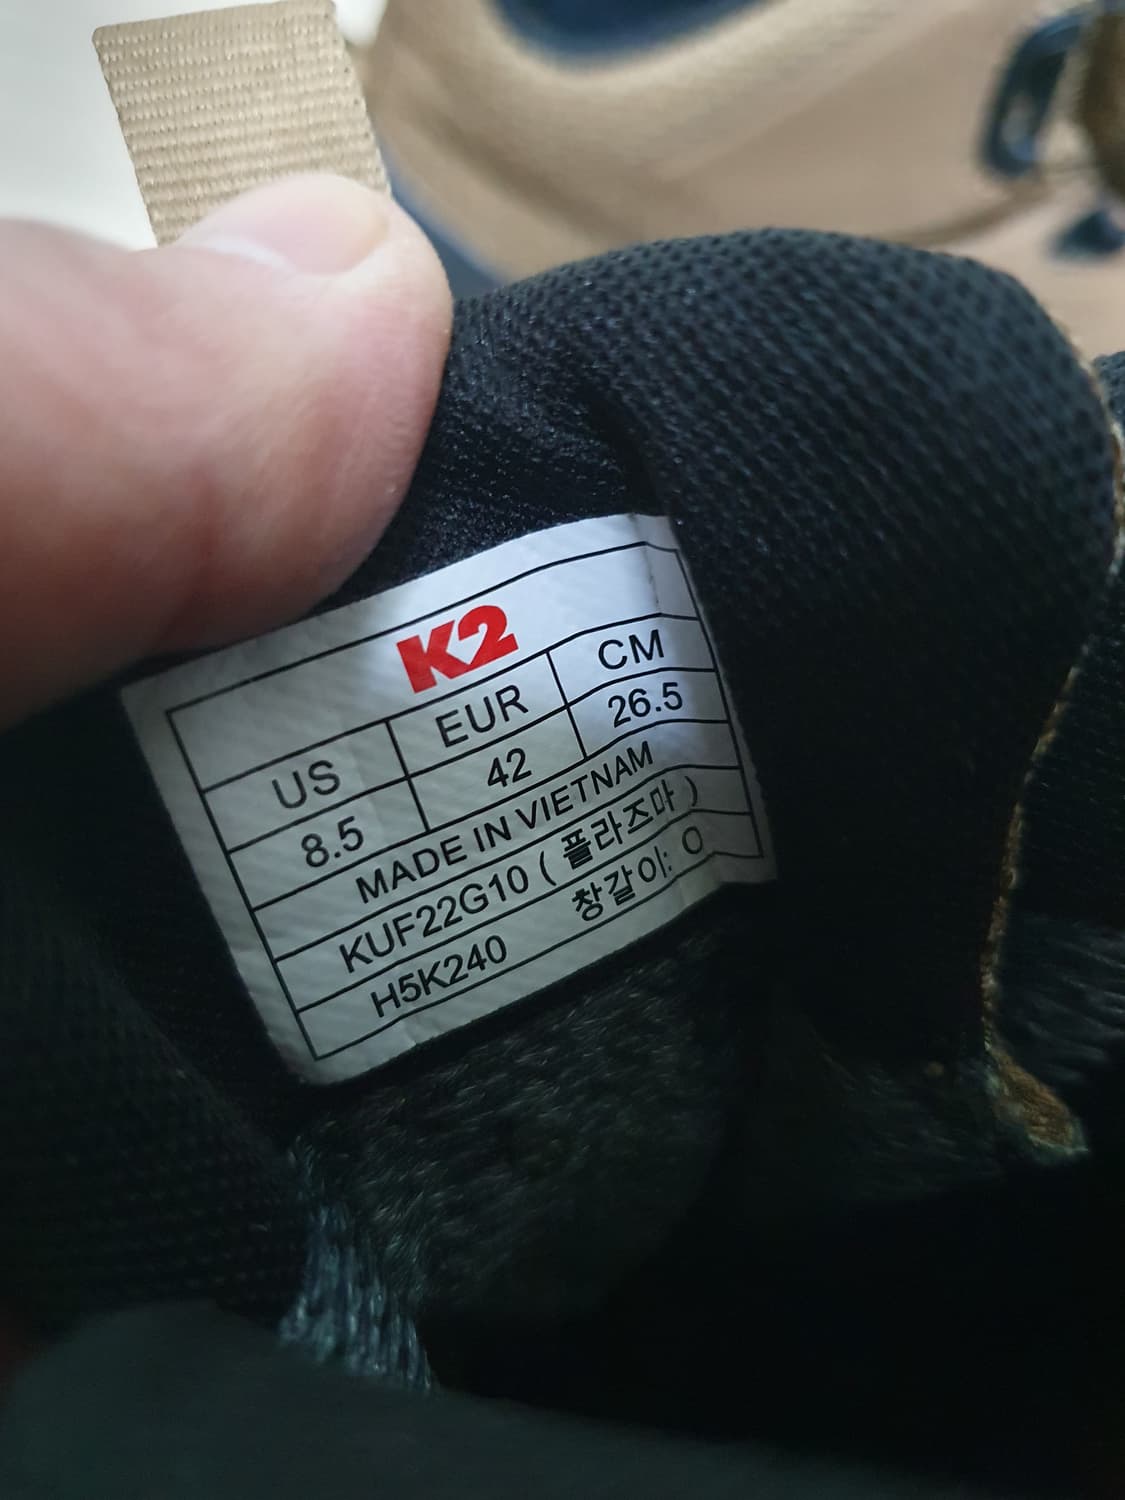 K2
US EUR CM
8.5 42 26.5
MADE IN VIETNAM
KUF22G10 ( 플라즈마 )
H5K240 창갈이: O